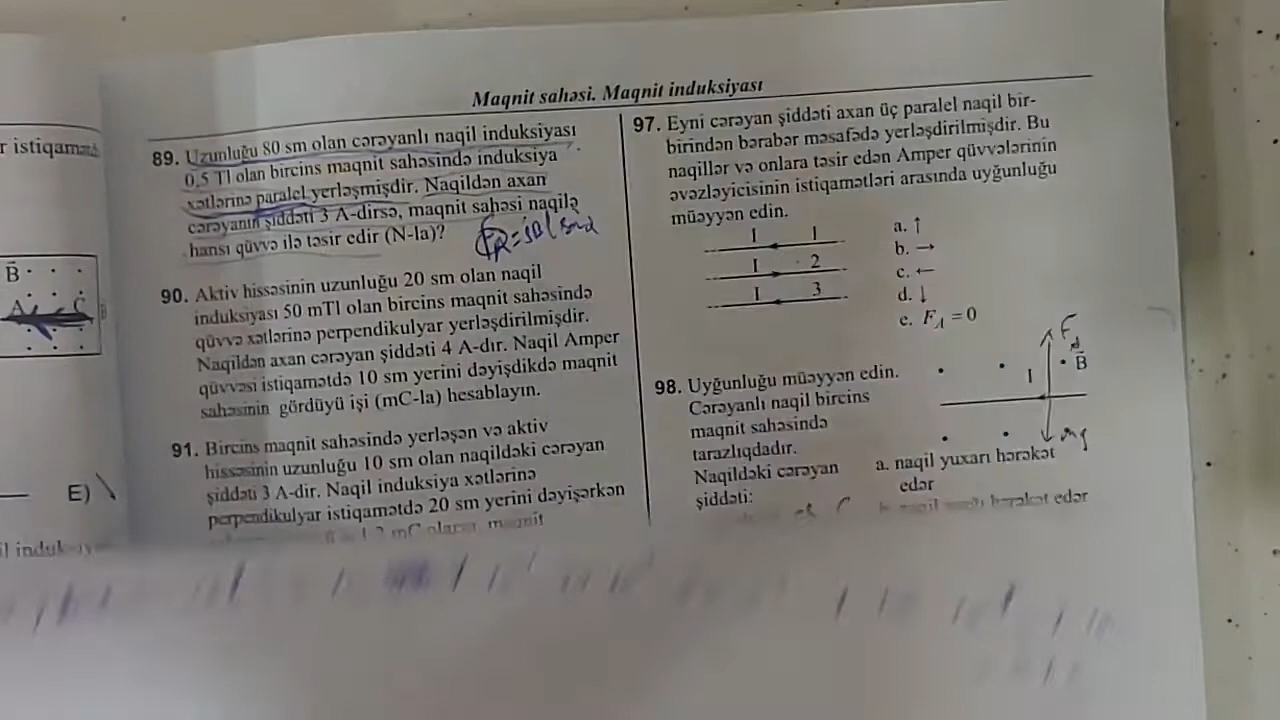 Maqnit sahəsi. Maqnit induksiyası
r istiqamətdə
B
A
C
E)
89. Uzunluğu 80 sm olan cərəyanlı naqil induksiyası
0,5 Tl olan bircins maqnit sahəsində induksiya
xətlərinə paralel yerləşmişdir. Naqildən axan
cərəyanın şiddəti 3 A-dirsə, maqnit sahəsi naqilə
hansı qüvvə ilə təsir edir (N-la)?
90. Aktiv hissəsinin uzunluğu 20 sm olan naqil
induksiyası 50 mTl olan bircins maqnit sahəsində
qüvvə xətlərinə perpendikulyar yerləşdirilmişdir.
Naqildən axan cərəyan şiddəti 4 A-dır. Naqil Amper
qüvvəsi istiqamətdə 10 sm yerini dəyişdikdə maqnit
sahəsinin gördüyü işi (mC-la) hesablayın.
91. Bircins maqnit sahəsində yerləşən və aktiv
hissəsinin uzunluğu 10 sm olan naqildəki cərəyan
şiddəti 3 A-dir. Naqil induksiya xətlərinə
perpendikulyar istiqamətdə 20 sm yerini dəyişərkən
maqnit
97. Eyni cərəyan şiddəti axan üç paralel naqil bir-
birindən bərabər məsafədə yerləşdirilmişdir. Bu
naqillər və onlara təsir edən Amper qüvvələrinin
əvəzləyicisinin istiqamətləri arasında uyğunluğu
müəyyən edin.
I 1
I 2
I 3
a. ↑
b. →
c. ←
d. ↓
e. F_A = 0
98. Uyğunluğu müəyyən edin.
Cərəyanlı naqil bircins
maqnit sahəsində
tarazlıqdadır.
Naqildəki cərəyan
şiddəti:
I
B
mg
a. naqil yuxarı hərəkət
edər
hərəkət edər